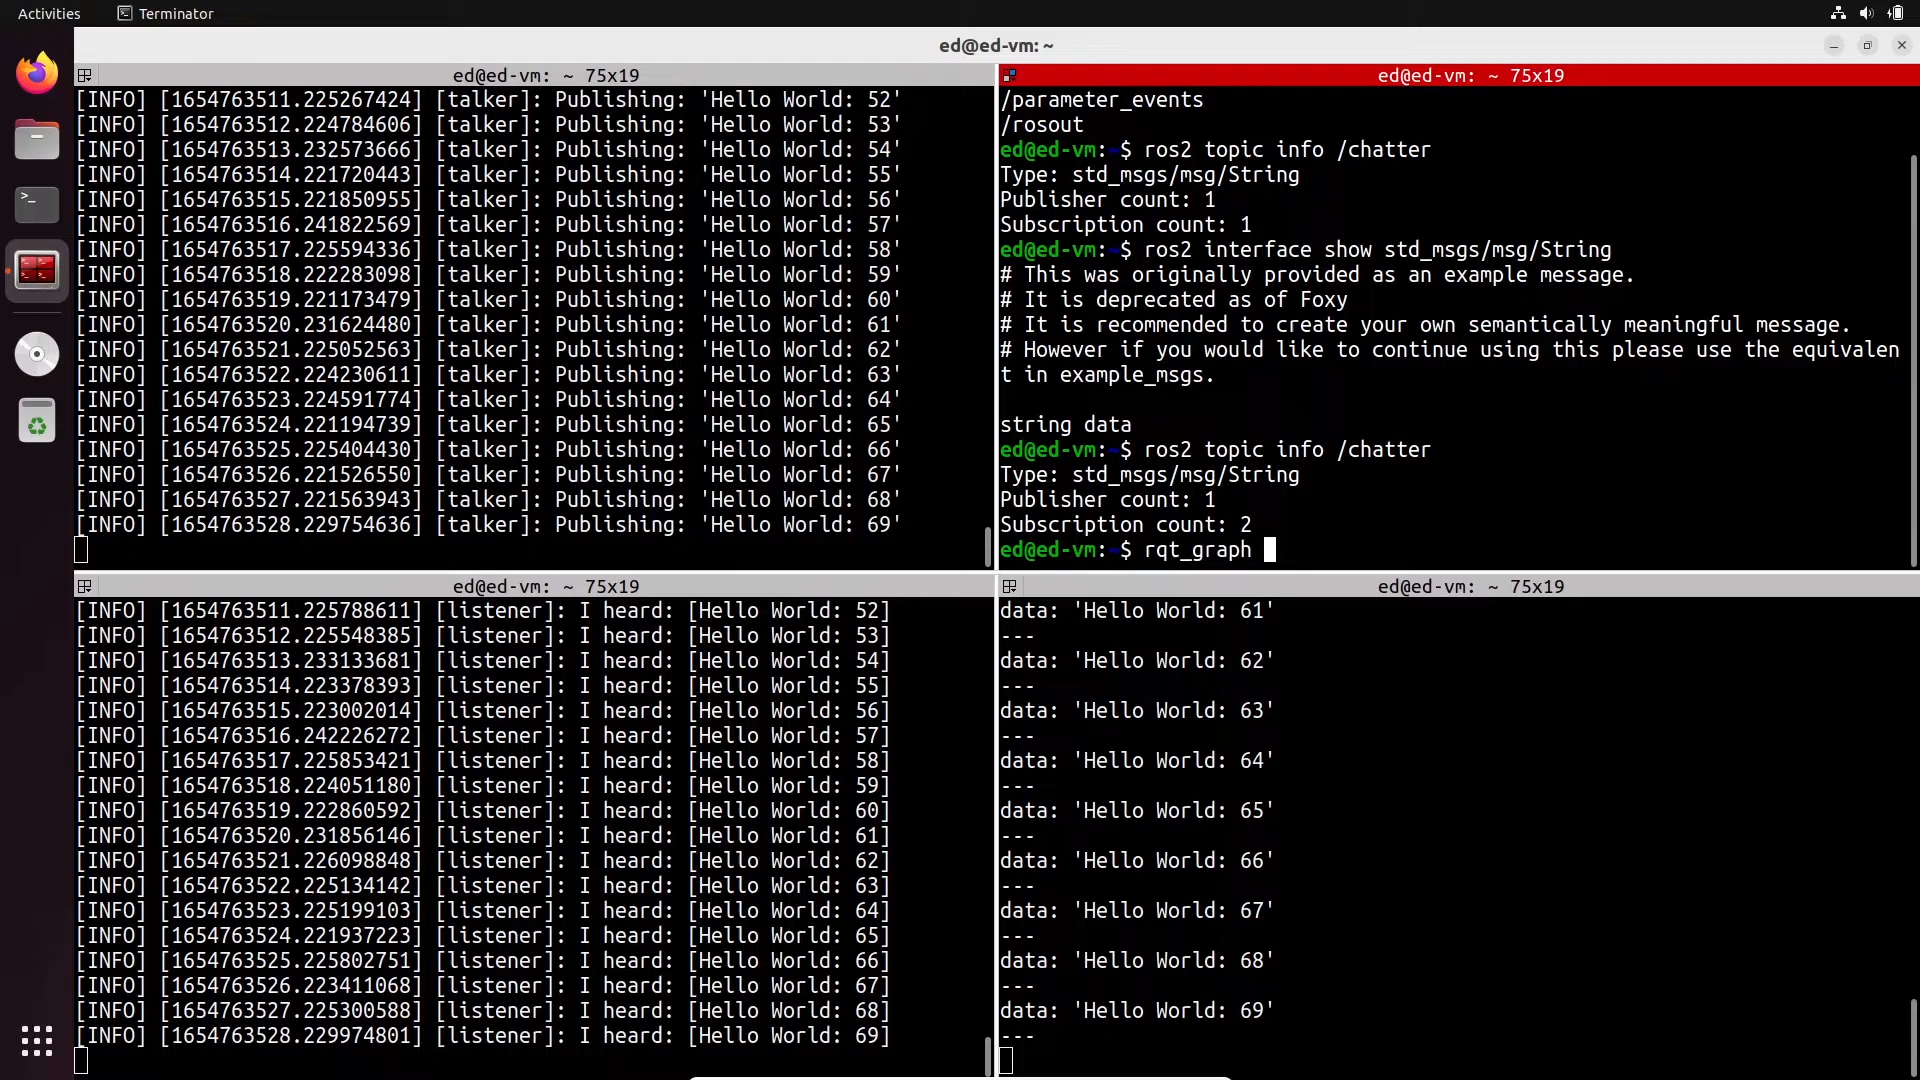 Activities
Terminator
ed@ed-vm: ~
ed@ed-vm: ~ 75x19
[INFO] [1654763511.225267424] [talker]: Publishing: 'Hello World: 52'
[INFO] [1654763512.224784606] [talker]: Publishing: 'Hello World: 53'
[INFO] [1654763513.232573666] [talker]: Publishing: 'Hello World: 54'
[INFO] [1654763514.221720443] [talker]: Publishing: 'Hello World: 55'
[INFO] [1654763515.221850955] [talker]: Publishing: 'Hello World: 56'
[INFO] [1654763516.241822569] [talker]: Publishing: 'Hello World: 57'
[INFO] [1654763517.225594336] [talker]: Publishing: 'Hello World: 58'
[INFO] [1654763518.222283098] [talker]: Publishing: 'Hello World: 59'
[INFO] [1654763519.221173479] [talker]: Publishing: 'Hello World: 60'
[INFO] [1654763520.231624480] [talker]: Publishing: 'Hello World: 61'
[INFO] [1654763521.225052563] [talker]: Publishing: 'Hello World: 62'
[INFO] [1654763522.224230611] [talker]: Publishing: 'Hello World: 63'
[INFO] [1654763523.224591774] [talker]: Publishing: 'Hello World: 64'
[INFO] [1654763524.221194739] [talker]: Publishing: 'Hello World: 65'
[INFO] [1654763525.225404430] [talker]: Publishing: 'Hello World: 66'
[INFO] [1654763526.221526550] [talker]: Publishing: 'Hello World: 67'
[INFO] [1654763527.221563943] [talker]: Publishing: 'Hello World: 68'
[INFO] [1654763528.229754636] [talker]: Publishing: 'Hello World: 69'
ed@ed-vm: ~ 75x19
/parameter_events
/rosout
ed@ed-vm:~$ ros2 topic info /chatter
Type: std_msgs/msg/String
Publisher count: 1
Subscription count: 1
ed@ed-vm:~$ ros2 interface show std_msgs/msg/String
# This was originally provided as an example message.
# It is deprecated as of Foxy
# It is recommended to create your own semantically meaningful message.
# However if you would like to continue using this please use the equivalen
t in example_msgs.
string data
ed@ed-vm:~$ ros2 topic info /chatter
Type: std_msgs/msg/String
Publisher count: 1
Subscription count: 2
ed@ed-vm:~$ rqt_graph
ed@ed-vm: ~ 75x19
[INFO] [1654763511.225788611] [listener]: I heard: [Hello World: 52]
[INFO] [1654763512.225548385] [listener]: I heard: [Hello World: 53]
[INFO] [1654763513.233133681] [listener]: I heard: [Hello World: 54]
[INFO] [1654763514.223378393] [listener]: I heard: [Hello World: 55]
[INFO] [1654763515.223002014] [listener]: I heard: [Hello World: 56]
[INFO] [1654763516.242226272] [listener]: I heard: [Hello World: 57]
[INFO] [1654763517.225853421] [listener]: I heard: [Hello World: 58]
[INFO] [1654763518.224051180] [listener]: I heard: [Hello World: 59]
[INFO] [1654763519.222860592] [listener]: I heard: [Hello World: 60]
[INFO] [1654763520.231856146] [listener]: I heard: [Hello World: 61]
[INFO] [1654763521.226098848] [listener]: I heard: [Hello World: 62]
[INFO] [1654763522.225134142] [listener]: I heard: [Hello World: 63]
[INFO] [1654763523.225199103] [listener]: I heard: [Hello World: 64]
[INFO] [1654763524.221937223] [listener]: I heard: [Hello World: 65]
[INFO] [1654763525.225802751] [listener]: I heard: [Hello World: 66]
[INFO] [1654763526.223411068] [listener]: I heard: [Hello World: 67]
[INFO] [1654763527.225300588] [listener]: I heard: [Hello World: 68]
[INFO] [1654763528.229974801] [listener]: I heard: [Hello World: 69]
ed@ed-vm: ~ 75x19
data: 'Hello World: 61'
---
data: 'Hello World: 62'
---
data: 'Hello World: 63'
---
data: 'Hello World: 64'
---
data: 'Hello World: 65'
---
data: 'Hello World: 66'
---
data: 'Hello World: 67'
---
data: 'Hello World: 68'
---
data: 'Hello World: 69'
---